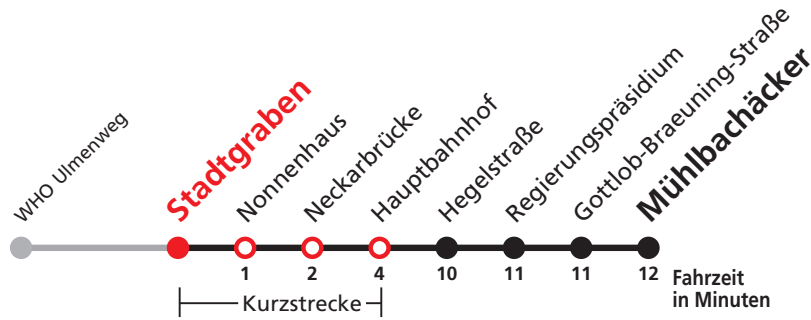 WHO Ulmenweg
Stadtgraben
Nonnenhaus
Neckarbrücke
Hauptbahnhof
Hegelstraße
Regierungspräsidium
Gottlob-Braeuning-Straße
Mühlbachäcker
1 2 4 10 11 11 12
Fahrzeit
in Minuten
Kurzstrecke